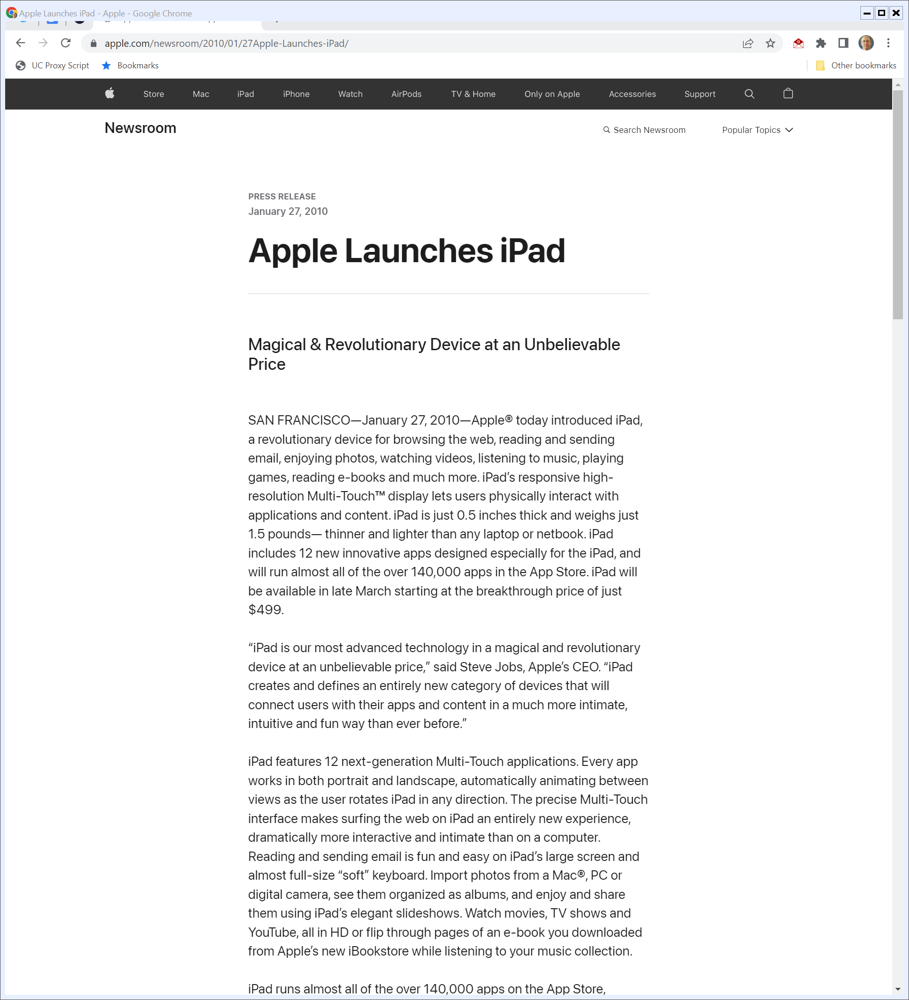 Apple Launches iPad - Apple - Google Chrome
apple.com/newsroom/2010/01/27Apple-Launches-iPad/
UC Proxy Script Bookmarks Other bookmarks
Store Mac iPad iPhone Watch AirPods TV & Home Only on Apple Accessories Support
Newsroom Search Newsroom Popular Topics
PRESS RELEASE
January 27, 2010
Apple Launches iPad
Magical & Revolutionary Device at an Unbelievable
Price
SAN FRANCISCO—January 27, 2010—Apple® today introduced iPad,
a revolutionary device for browsing the web, reading and sending
email, enjoying photos, watching videos, listening to music, playing
games, reading e-books and much more. iPad’s responsive high-
resolution Multi-Touch™ display lets users physically interact with
applications and content. iPad is just 0.5 inches thick and weighs just
1.5 pounds— thinner and lighter than any laptop or netbook. iPad
includes 12 new innovative apps designed especially for the iPad, and
will run almost all of the over 140,000 apps in the App Store. iPad will
be available in late March starting at the breakthrough price of just
$499.
“iPad is our most advanced technology in a magical and revolutionary
device at an unbelievable price,” said Steve Jobs, Apple’s CEO. “iPad
creates and defines an entirely new category of devices that will
connect users with their apps and content in a much more intimate,
intuitive and fun way than ever before.”
iPad features 12 next-generation Multi-Touch applications. Every app
works in both portrait and landscape, automatically animating between
views as the user rotates iPad in any direction. The precise Multi-Touch
interface makes surfing the web on iPad an entirely new experience,
dramatically more interactive and intimate than on a computer.
Reading and sending email is fun and easy on iPad’s large screen and
almost full-size “soft” keyboard. Import photos from a Mac®, PC or
digital camera, see them organized as albums, and enjoy and share
them using iPad’s elegant slideshows. Watch movies, TV shows and
YouTube, all in HD or flip through pages of an e-book you downloaded
from Apple’s new iBookstore while listening to your music collection.
iPad runs almost all of the over 140,000 apps on the App Store,